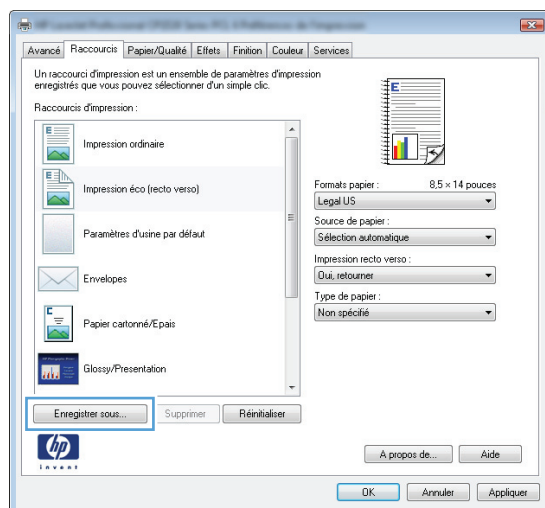 Avancé Raccourcis Papier/Qualité Effets Finition Couleur Services
Un raccourci d'impression est un ensemble de paramètres d'impression
enregistrés que vous pouvez sélectionner d'un simple clic.
Raccourcis d'impression :
Impression ordinaire
Impression éco (recto verso)
Paramètres d'usine par défaut
Envelopes
Papier cartonné/Epais
Glossy/Presentation
Enregistrer sous...
Supprimer
Réinitialiser
E
Formats papier : 8,5 × 14 pouces
Legal US
Source de papier :
Sélection automatique
Impression recto verso :
Oui, retourner
Type de papier :
Non spécifié
hp
invent
A propos de...
Aide
OK
Annuler
Appliquer